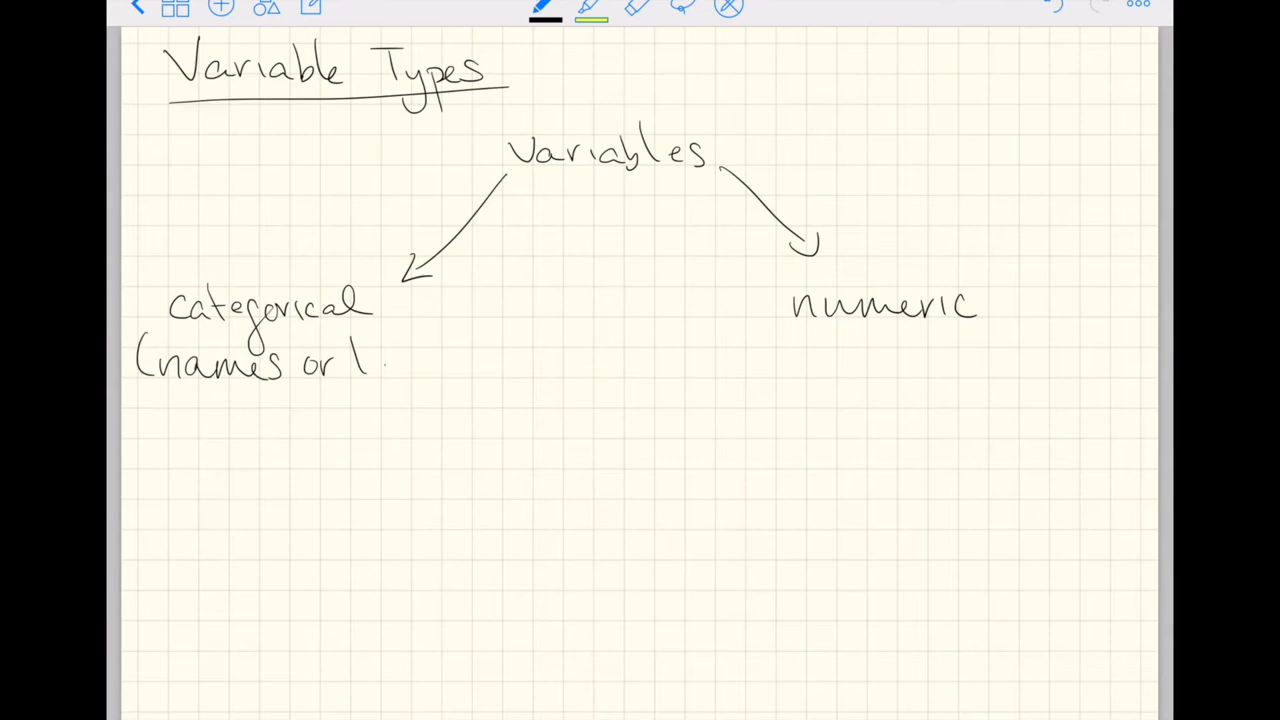 Variable Types
variables
categorical
numeric
(names or l